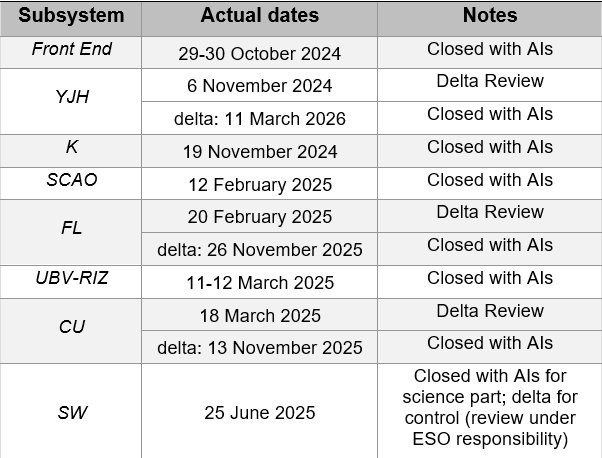 Subsystem Actual dates Notes
Front End 29-30 October 2024 Closed with AIs
YJH 6 November 2024 Delta Review
delta: 11 March 2026 Closed with AIs
K 19 November 2024 Closed with AIs
SCAO 12 February 2025 Closed with AIs
FL 20 February 2025 Delta Review
delta: 26 November 2025 Closed with AIs
UBV-RIZ 11-12 March 2025 Closed with AIs
CU 18 March 2025 Delta Review
delta: 13 November 2025 Closed with AIs
SW 25 June 2025 Closed with AIs for
science part; delta for
control (review under
ESO responsibility)